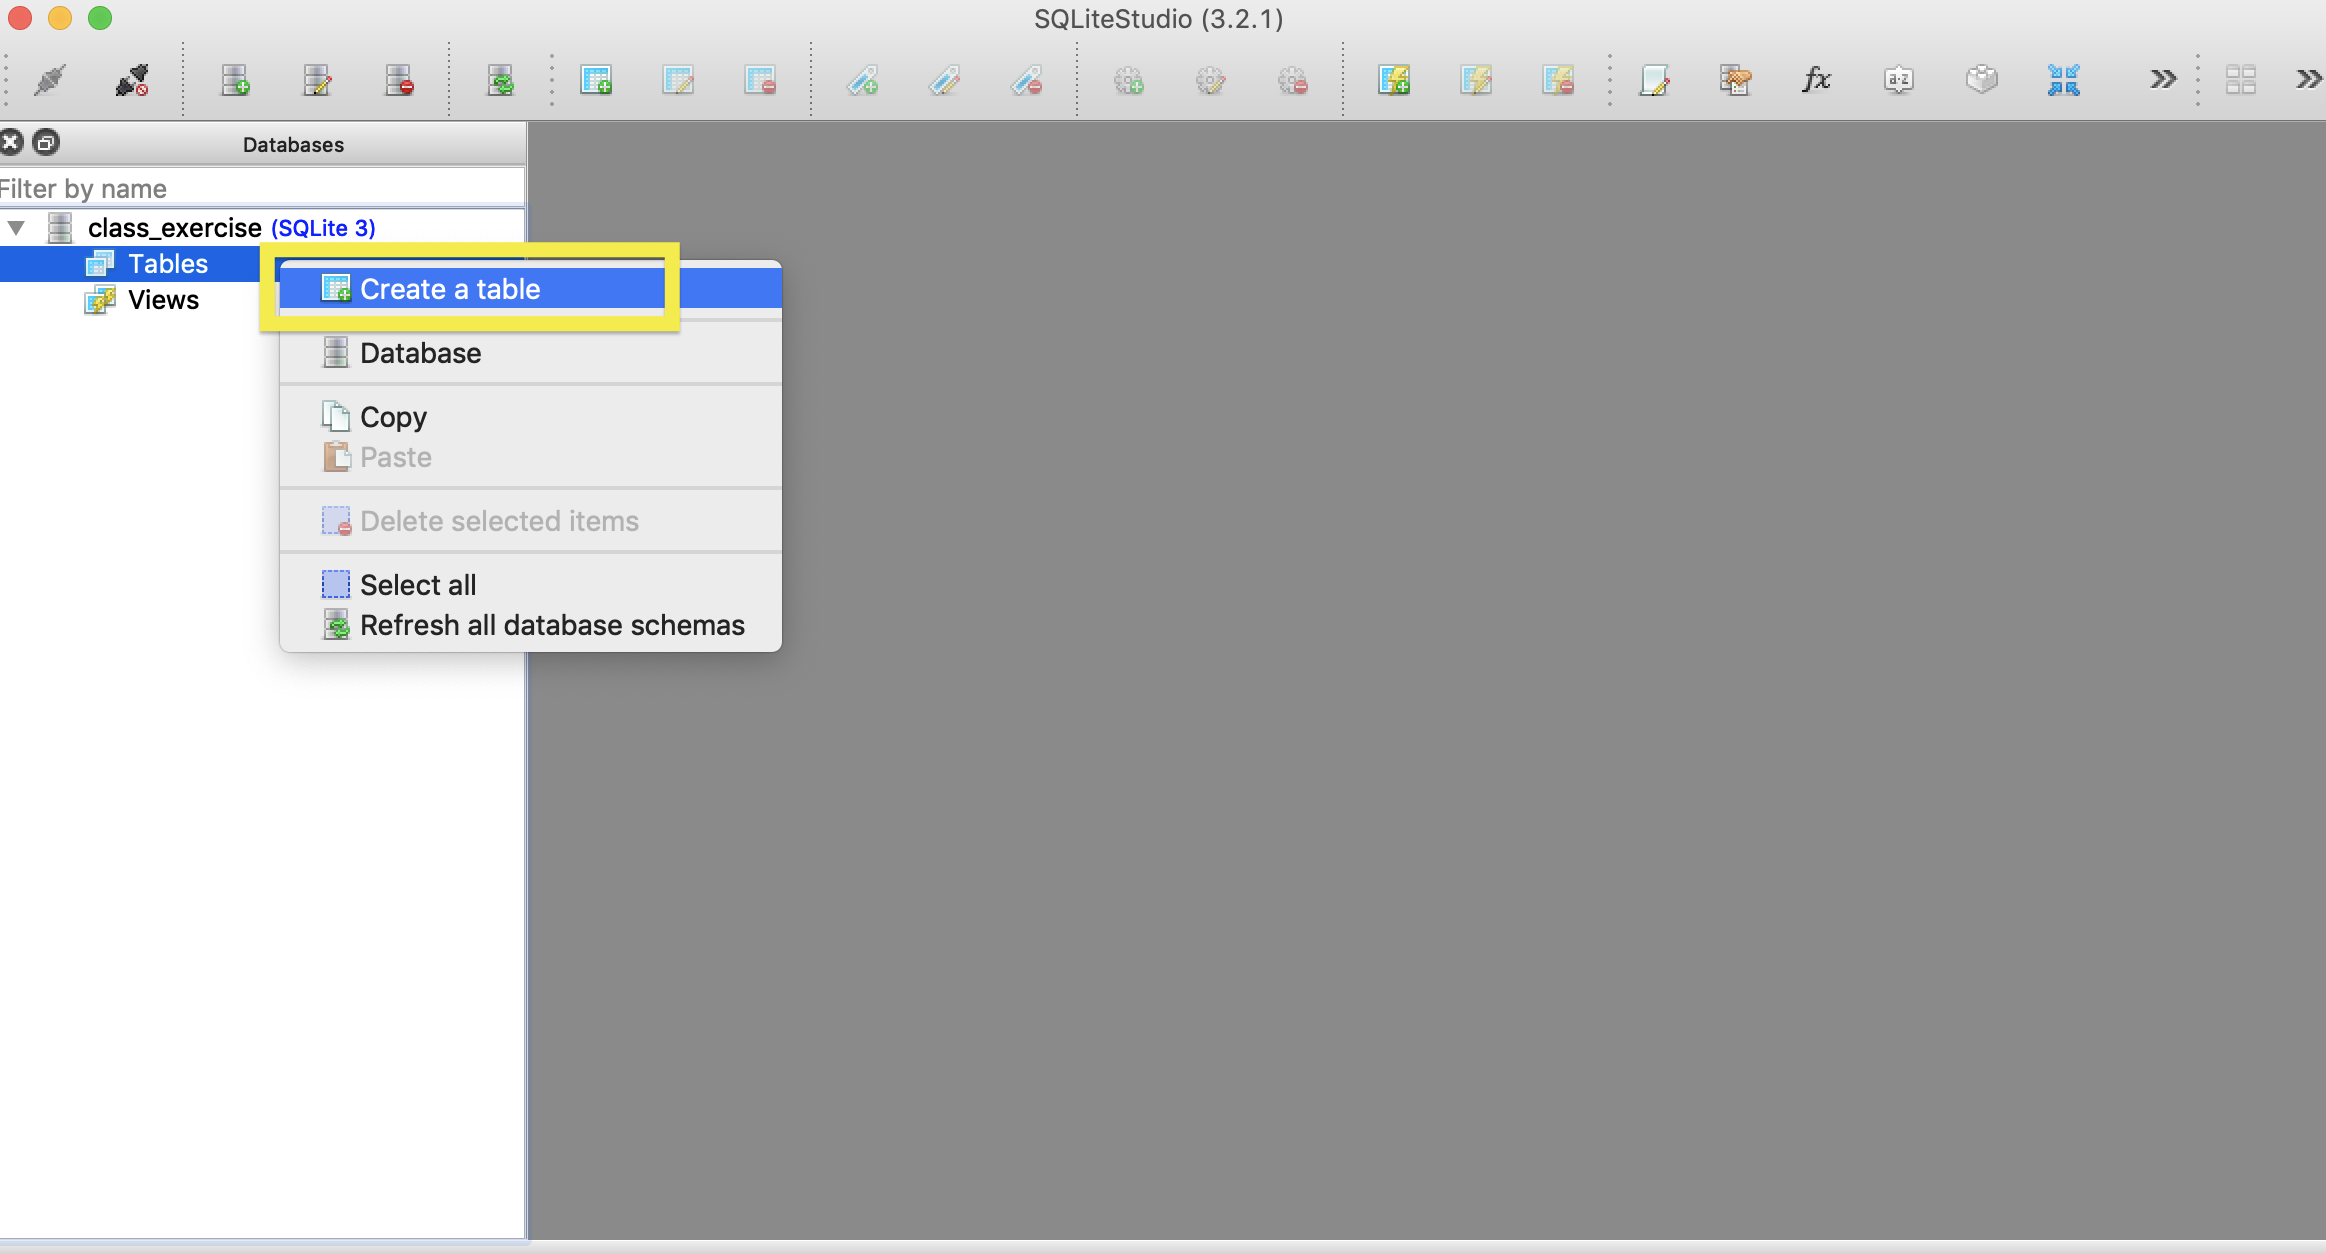 SQLiteStudio (3.2.1)
fx
a-z
Databases
Filter by name
class_exercise (SQLite 3)
Tables
Views
Create a table
Database
Copy
Paste
Delete selected items
Select all
Refresh all database schemas